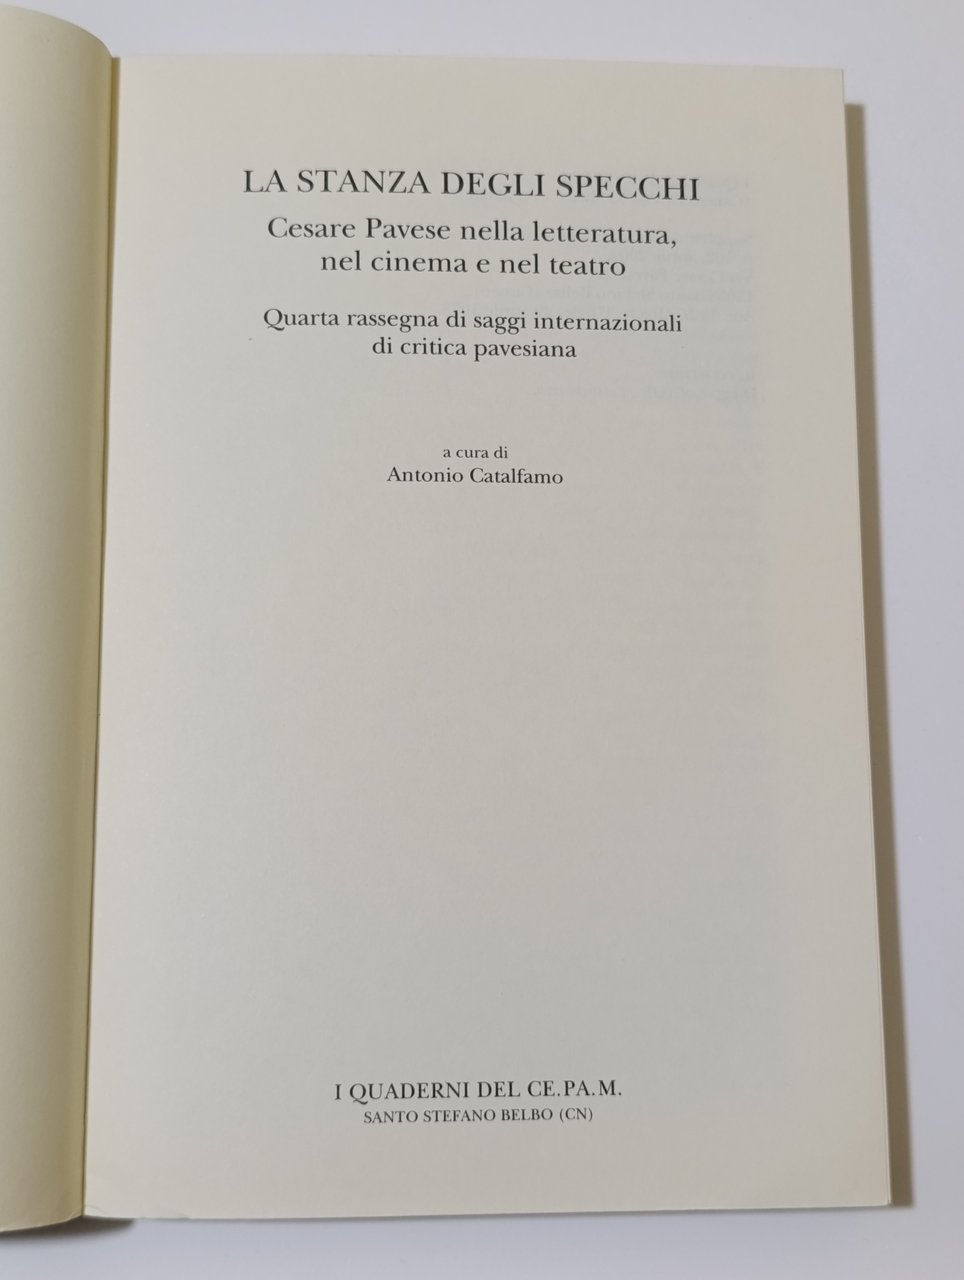 LA STANZA DEGLI SPECCHI
Cesare Pavese nella letteratura,
nel cinema e nel teatro
Quarta rassegna di saggi internazionali
di critica pavesiana
a cura di
Antonio Catalfamo
I QUADERNI DEL CE.PA.M.
SANTO STEFANO BELBO (CN)